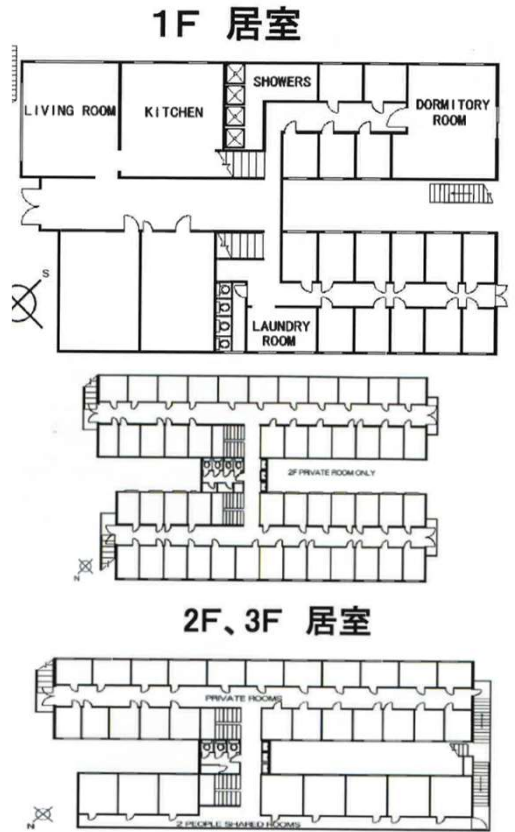 1F 居室
SHOWERS
LIVING ROOM
KITCHEN
DORMITORY
ROOM
S
LAUNDRY
ROOM
2F PRIVATE ROOM ONLY
N
2F、3F 居室
PRIVATE ROOMS
N
2 PEOPLE SHARED ROOMS